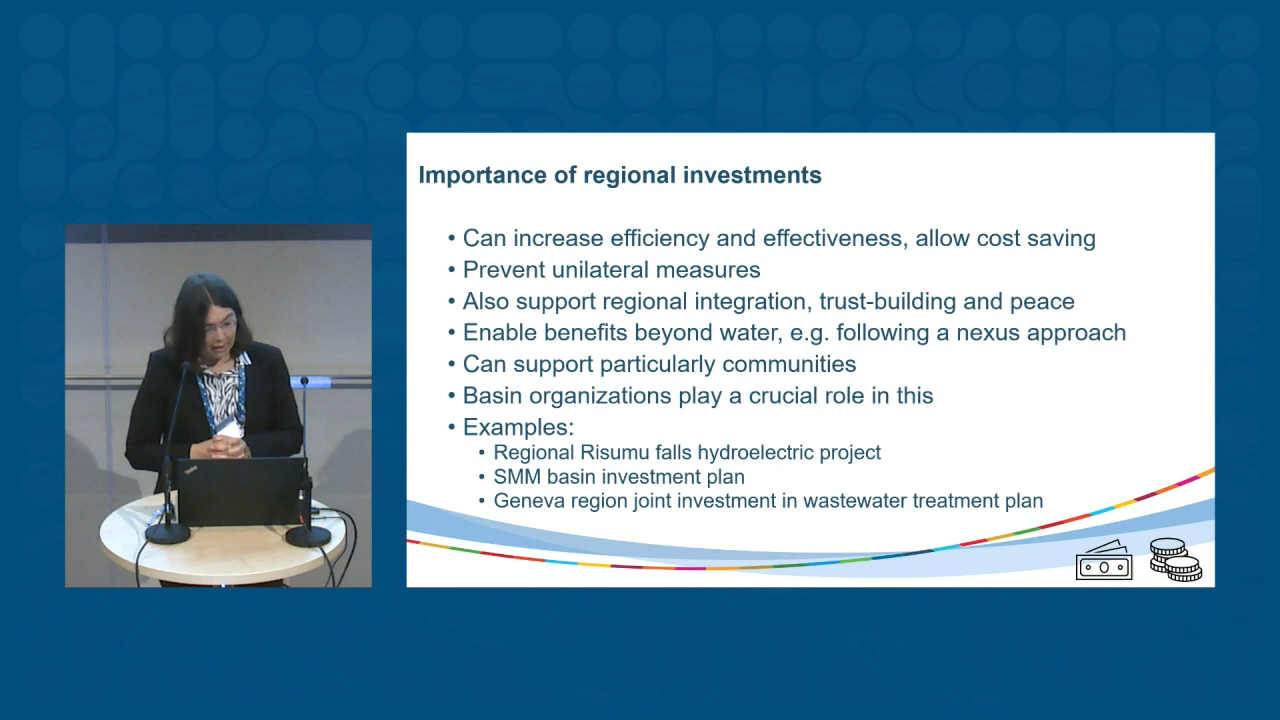 Importance of regional investments
• Can increase efficiency and effectiveness, allow cost saving
• Prevent unilateral measures
• Also support regional integration, trust-building and peace
• Enable benefits beyond water, e.g. following a nexus approach
• Can support particularly communities
• Basin organizations play a crucial role in this
• Examples:
• Regional Risumu falls hydroelectric project
• SMM basin investment plan
• Geneva region joint investment in wastewater treatment plan